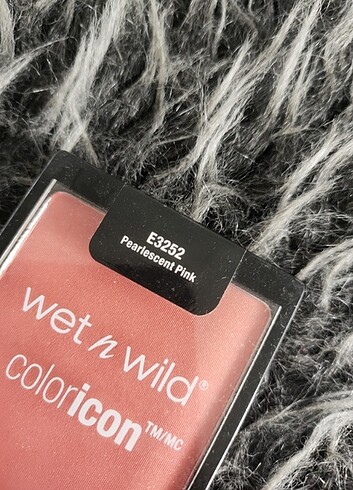 E3252
Pearlescent Pink
wet n wild®
coloricon™/MC